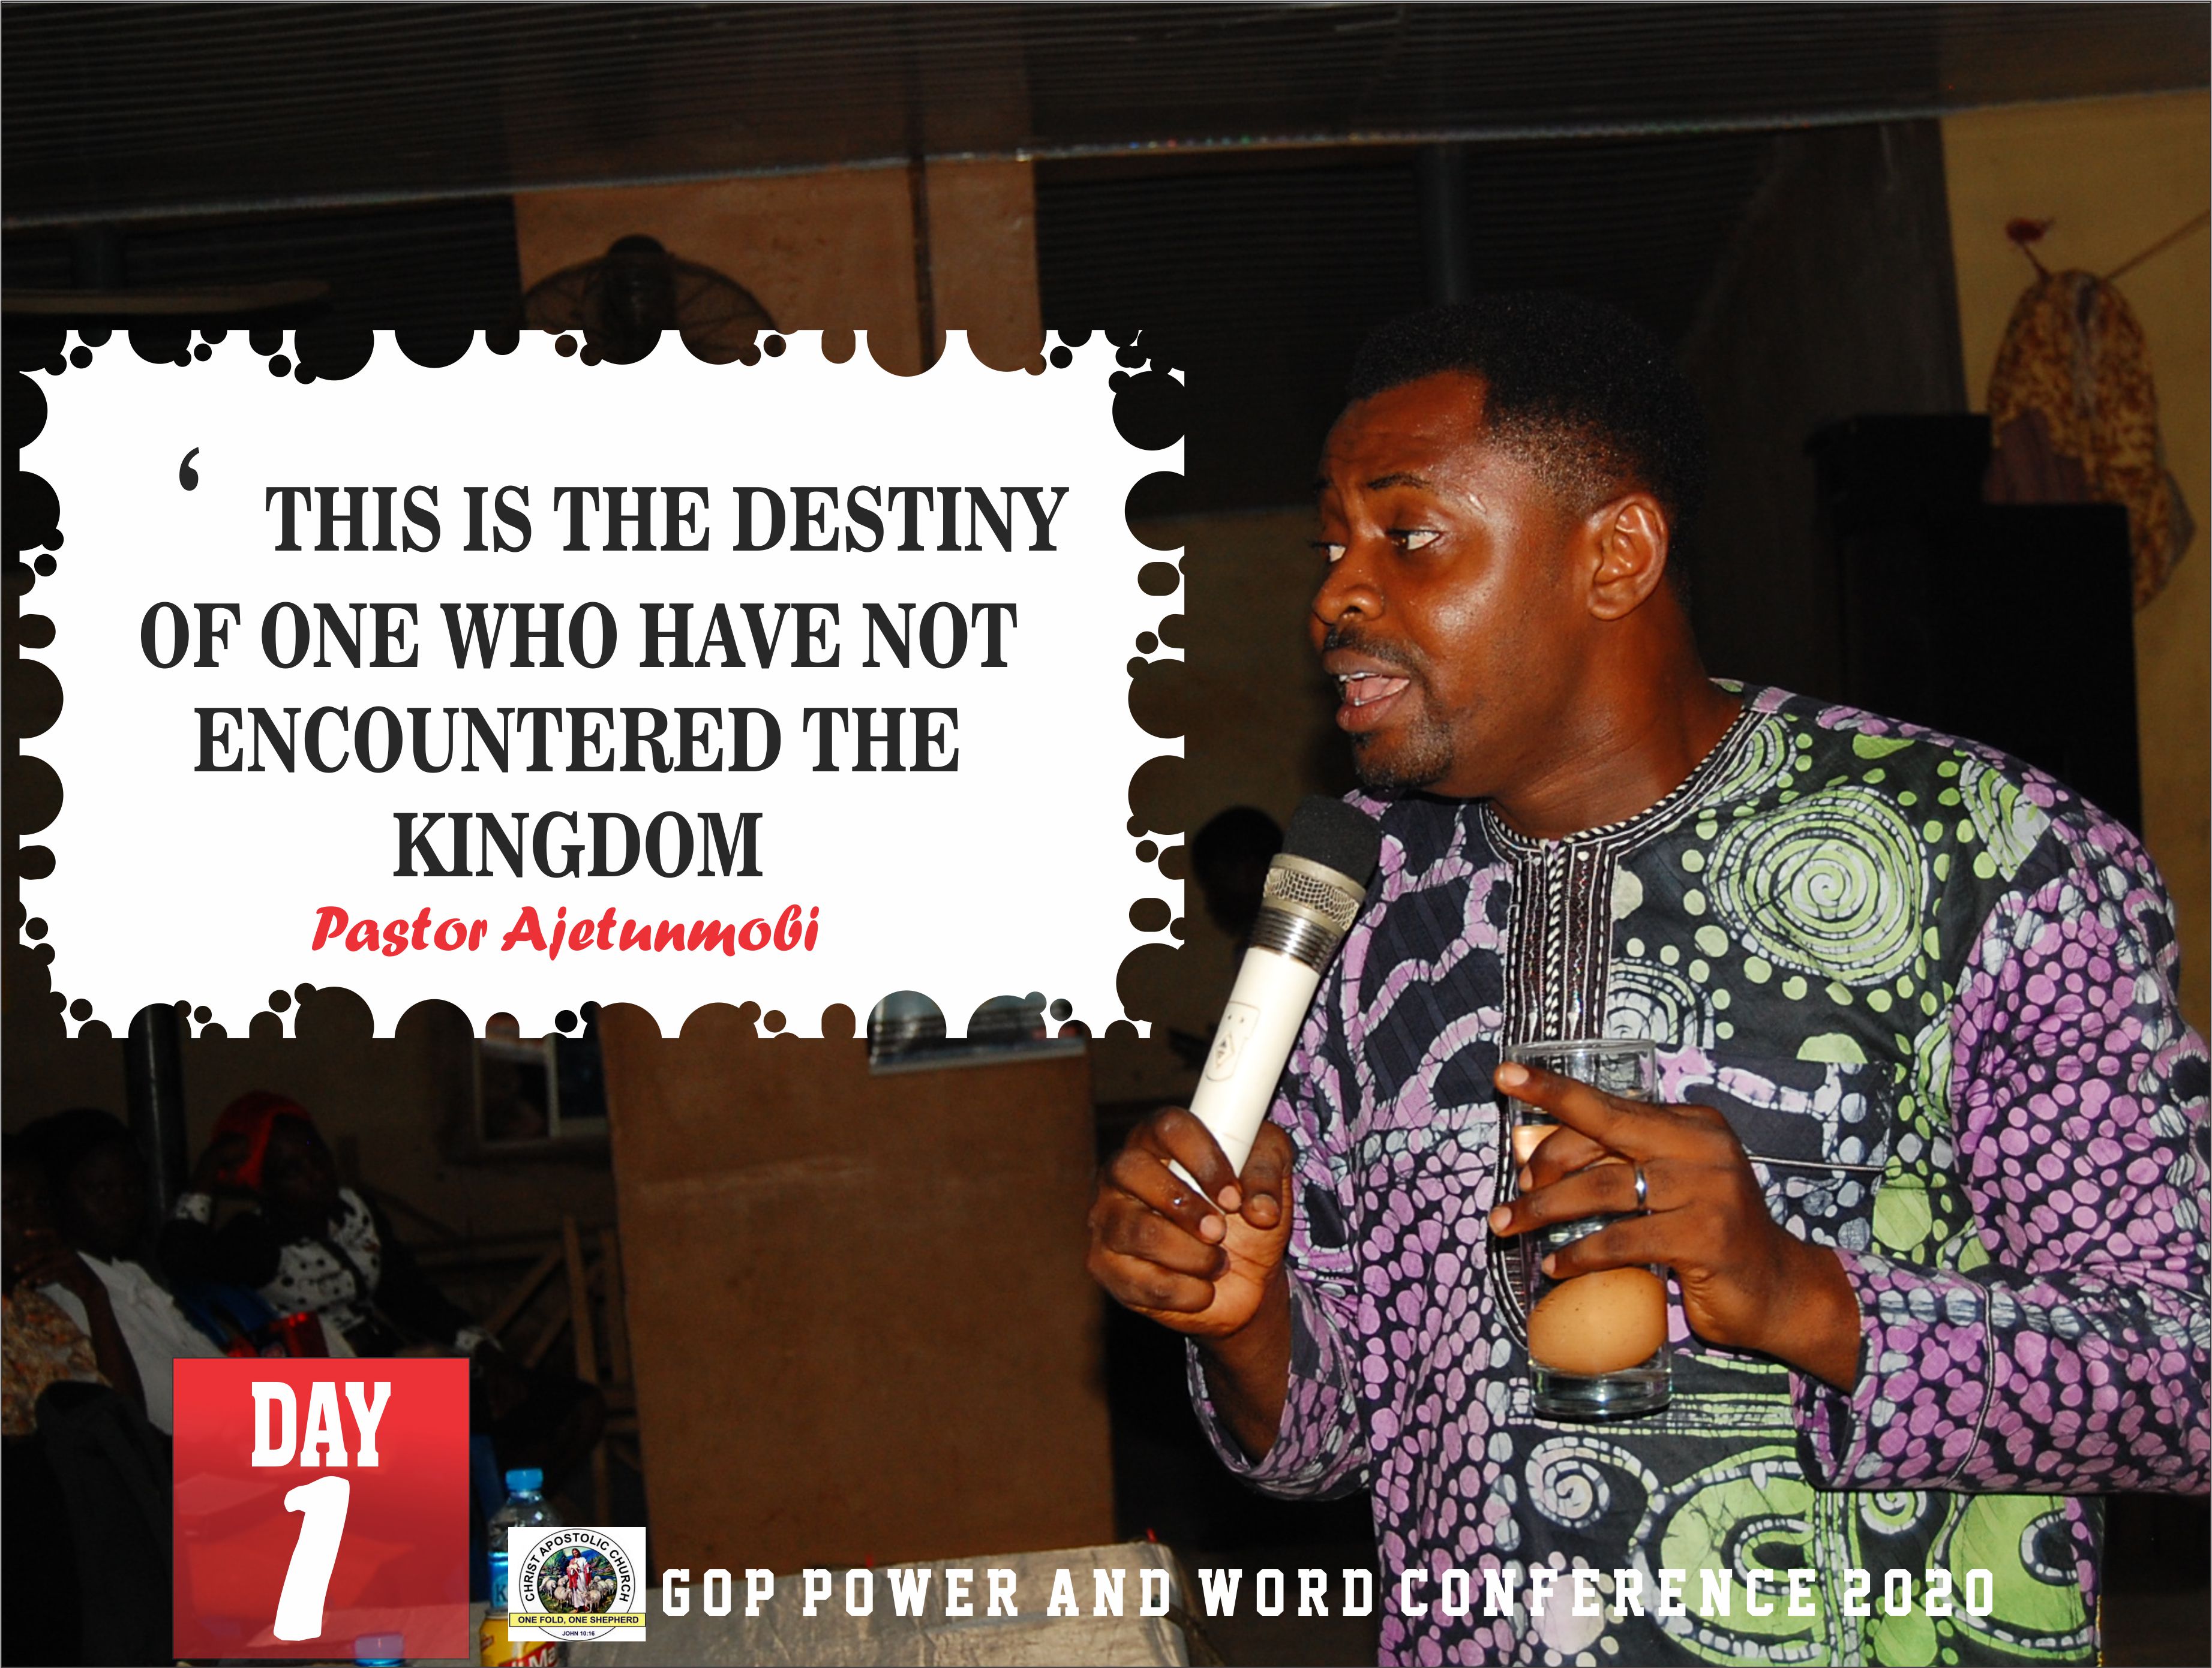 ‘ THIS IS THE DESTINY
OF ONE WHO HAVE NOT
ENCOUNTERED THE
KINGDOM
Pastor Ajetunmobi
DAY
1
CHRIST APOSTOLIC CHURCH
ONE FOLD, ONE SHEPHERD
JOHN 10:16
GOP POWER AND WORD CONFERENCE 2020